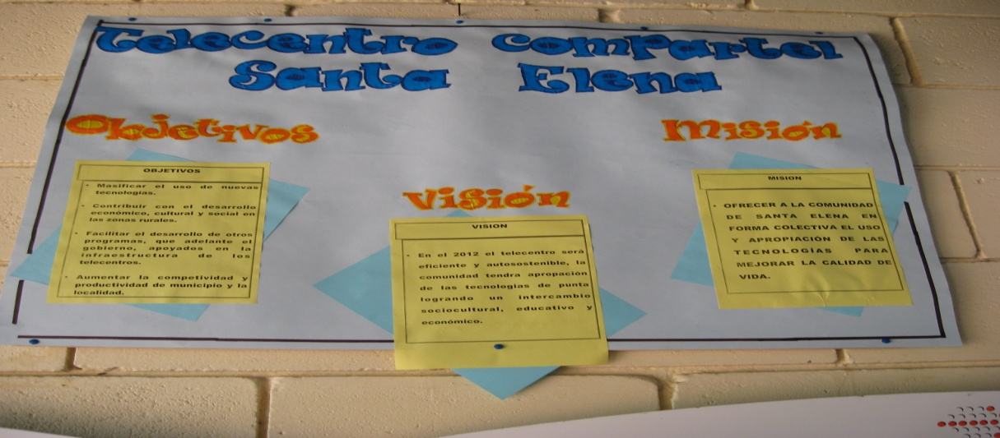 Telecentro Compartel
Santa Elena
Objetivos
OBJETIVOS
- Masificar el uso de nuevas
tecnologías.
- Contribuir con el desarrollo
económico, cultural y social en
las zonas rurales.
- Facilitar el desarrollo de otros
programas, que adelante el
gobierno, apoyados en la
infraestructura de los
telecentros.
- Aumentar la competividad y
productividad de municipio y la
localidad.
Visión
VISION
- En el 2012 el telecentro será
eficiente y autosostenible, la
comunidad tendra apropación
de las tecnologías de punta
logrando un intercambio
sociocultural, educativo y
económico.
Misión
MISION
- OFRECER A LA COMUNIDAD
DE SANTA ELENA EN
FORMA COLECTIVA EL USO
Y APROPIACIÓN DE LAS
TECNOLOGÍAS PARA
MEJORAR LA CALIDAD DE
VIDA.